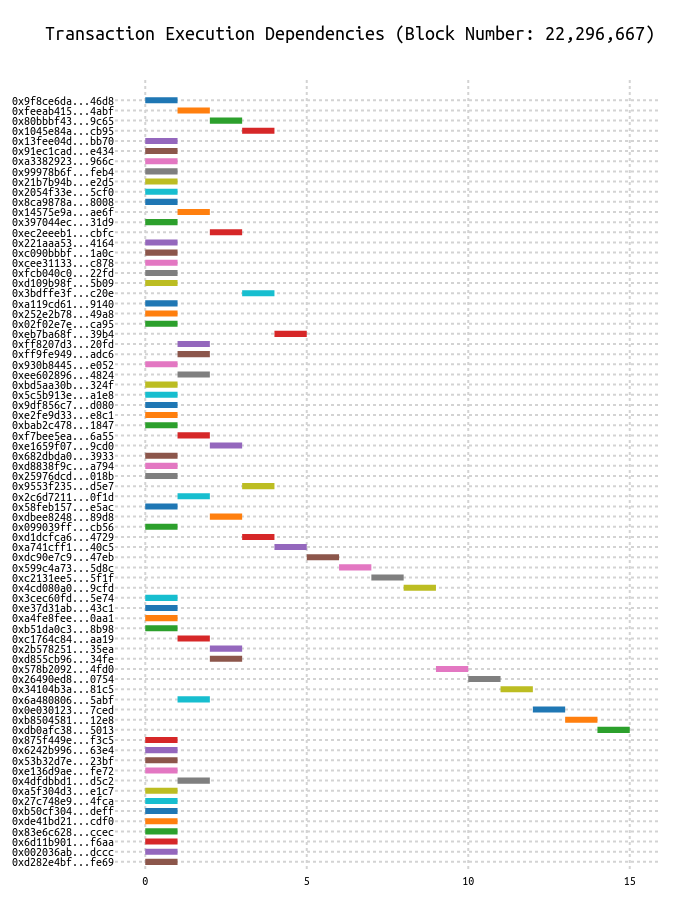 Transaction Execution Dependencies (Block Number: 22,296,667)
0x9f8ce6da...46d8
0xfeeab415...4abf
0x80bbbf43...9c65
0x1045e84a...cb95
0x13fee04d...bb70
0x91ec1cad...e434
0xa3382923...966c
0x99978b6f...feb4
0x21b7b94b...e2d5
0x2054f33e...5cf0
0x8ca9878a...8008
0x14575e9a...ae6f
0x397044ec...31d9
0xec2eeeb1...cbfc
0x221aaa53...4164
0xc090bbbf...1a0c
0xcee31133...c878
0xfcb040c0...22fd
0xd109b98f...5b09
0x3bdffe3f...c20e
0xa119cd61...9140
0x252e2b78...49a8
0x02f02e7e...ca95
0xeb7ba68f...39b4
0xff8207d3...20fd
0xff9fe949...adc6
0x930b8445...e052
0xee602896...4824
0xbd5aa30b...324f
0x5c5b913e...a1e8
0x9df856c7...d080
0xe2fe9d33...e8c1
0xbab2c478...1847
0xf7bee5ea...6a55
0xe1659f07...9cd0
0x682dbda0...3933
0xd8838f9c...a794
0x25976dcd...018b
0x9553f235...d5e7
0x2c6d7211...0f1d
0x58feb157...e5ac
0xdbee8248...89d8
0x099039ff...cb56
0xd1dcfca6...4729
0xa741cff1...40c5
0xdc90e7c9...47eb
0x599c4a73...5d8c
0xc2131ee5...5f1f
0x4cd080a0...9cfd
0x3cec60fd...5e74
0xe37d31ab...43c1
0xa4fe8fee...0aa1
0xb51da0c3...8b98
0xc1764c84...aa19
0x2b578251...35ea
0xd855cb96...34fe
0x578b2092...4fd0
0x26490ed8...0754
0x34104b3a...81c5
0x6a480806...5abf
0x0e030123...7ced
0xb8504581...12e8
0xdb0afc38...5013
0x875f449e...f3c5
0x6242b996...63e4
0x53b32d7e...23bf
0xe136d9ae...fe72
0x4dfdbbd1...d5c2
0xa5f304d3...e1c7
0x27c748e9...4fca
0xb50cf304...deff
0xde41bd21...cdf0
0x83e6c628...ccec
0x6d11b901...f6aa
0x002036ab...dccc
0xd282e4bf...fe69
0 5 10 15